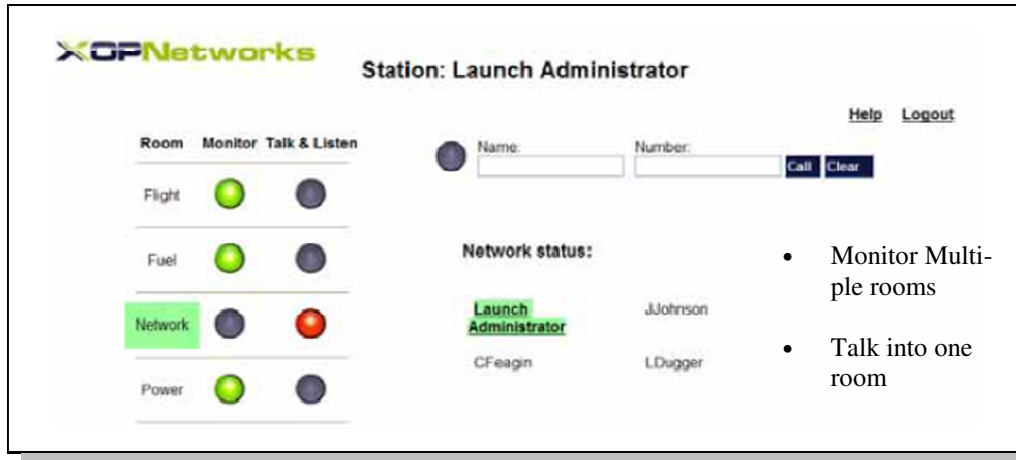 XOPNetworks
Station: Launch Administrator
Help Logout
Room Monitor Talk & Listen
Name: Number:
Call Clear
Flight
Fuel
Network
Power
Network status:
Launch JJohnson
Administrator
CFeagin LDugger
• Monitor Multi-
ple rooms
• Talk into one
room